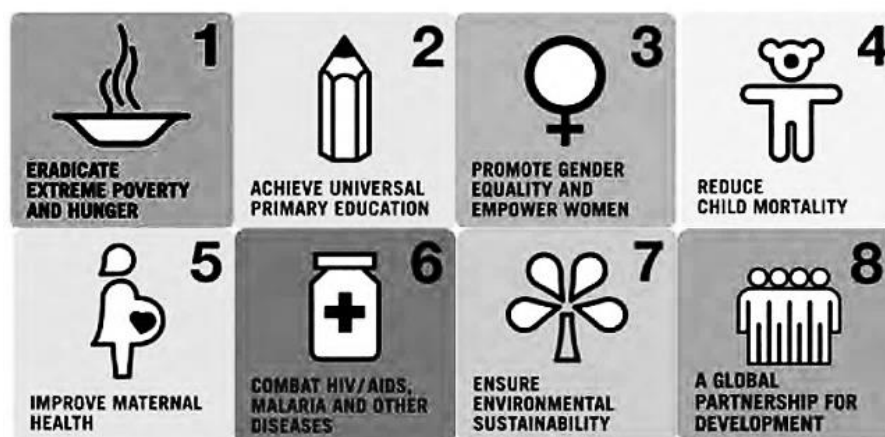 1
ERADICATE
EXTREME POVERTY
AND HUNGER
2
ACHIEVE UNIVERSAL
PRIMARY EDUCATION
3
PROMOTE GENDER
EQUALITY AND
EMPOWER WOMEN
4
REDUCE
CHILD MORTALITY
5
IMPROVE MATERNAL
HEALTH
6
COMBAT HIV/AIDS,
MALARIA AND OTHER
DISEASES
7
ENSURE
ENVIRONMENTAL
SUSTAINABILITY
8
A GLOBAL
PARTNERSHIP FOR
DEVELOPMENT